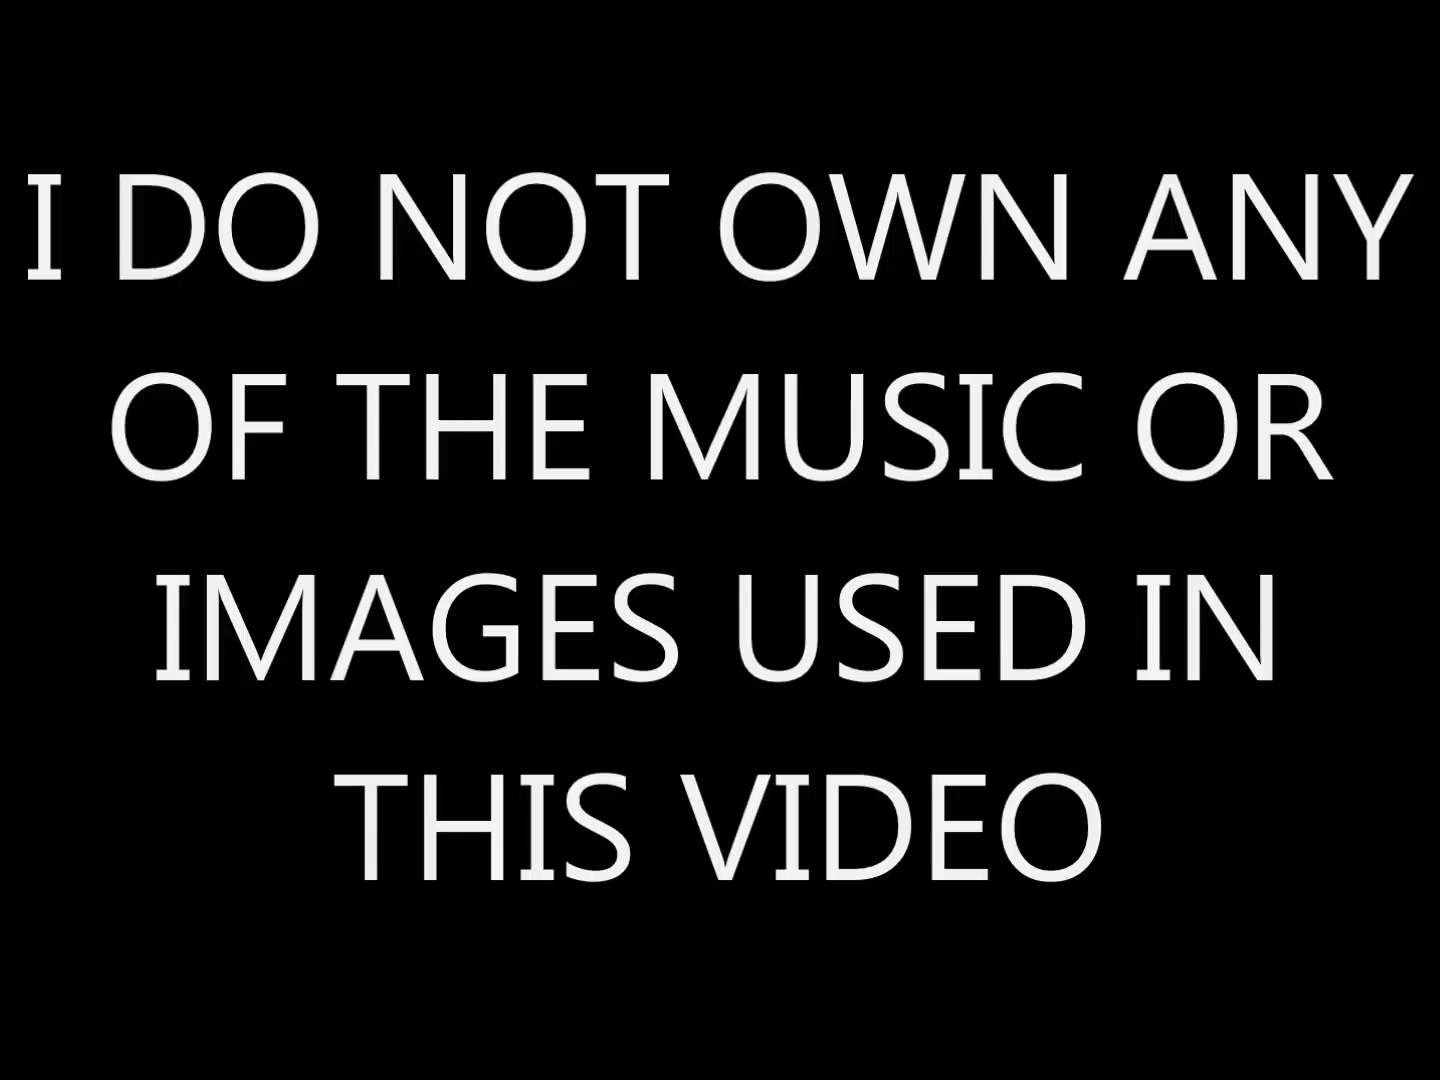 I DO NOT OWN ANY
OF THE MUSIC OR
IMAGES USED IN
THIS VIDEO